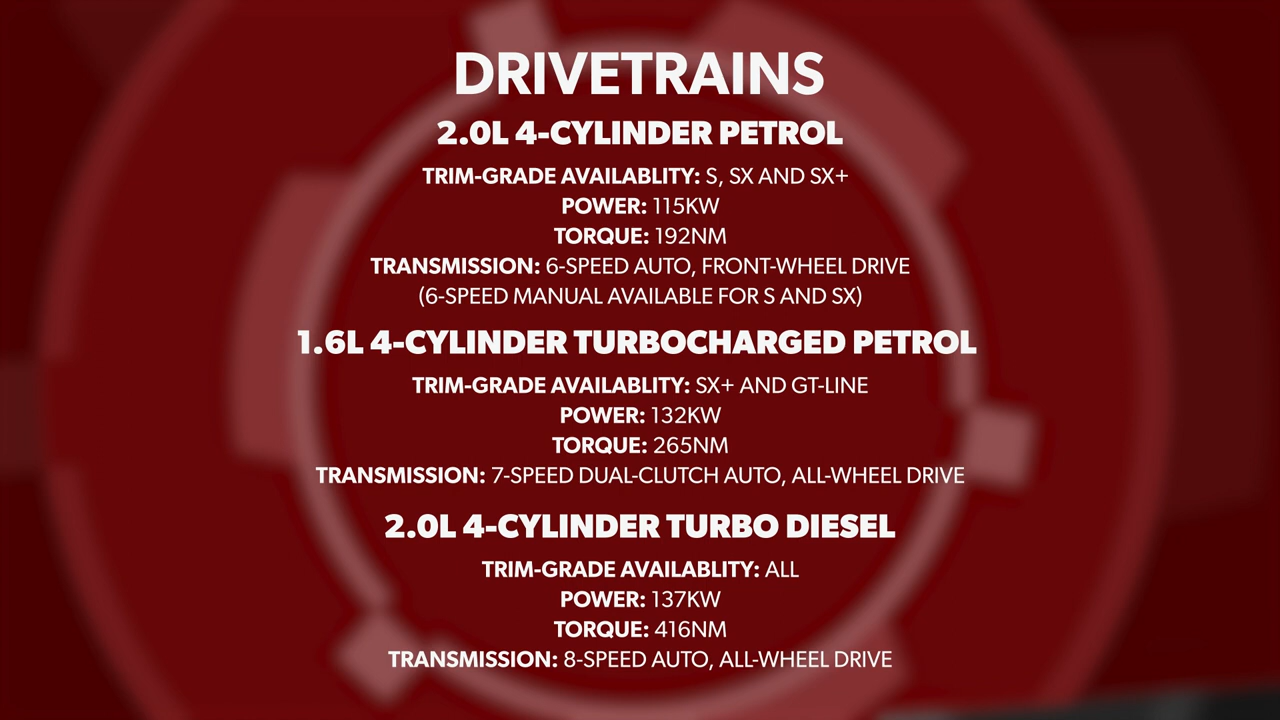 DRIVETRAINS
2.0L 4-CYLINDER PETROL
TRIM-GRADE AVAILABLITY: S, SX AND SX+
POWER: 115KW
TORQUE: 192NM
TRANSMISSION: 6-SPEED AUTO, FRONT-WHEEL DRIVE
(6-SPEED MANUAL AVAILABLE FOR S AND SX)
1.6L 4-CYLINDER TURBOCHARGED PETROL
TRIM-GRADE AVAILABLITY: SX+ AND GT-LINE
POWER: 132KW
TORQUE: 265NM
TRANSMISSION: 7-SPEED DUAL-CLUTCH AUTO, ALL-WHEEL DRIVE
2.0L 4-CYLINDER TURBO DIESEL
TRIM-GRADE AVAILABLITY: ALL
POWER: 137KW
TORQUE: 416NM
TRANSMISSION: 8-SPEED AUTO, ALL-WHEEL DRIVE